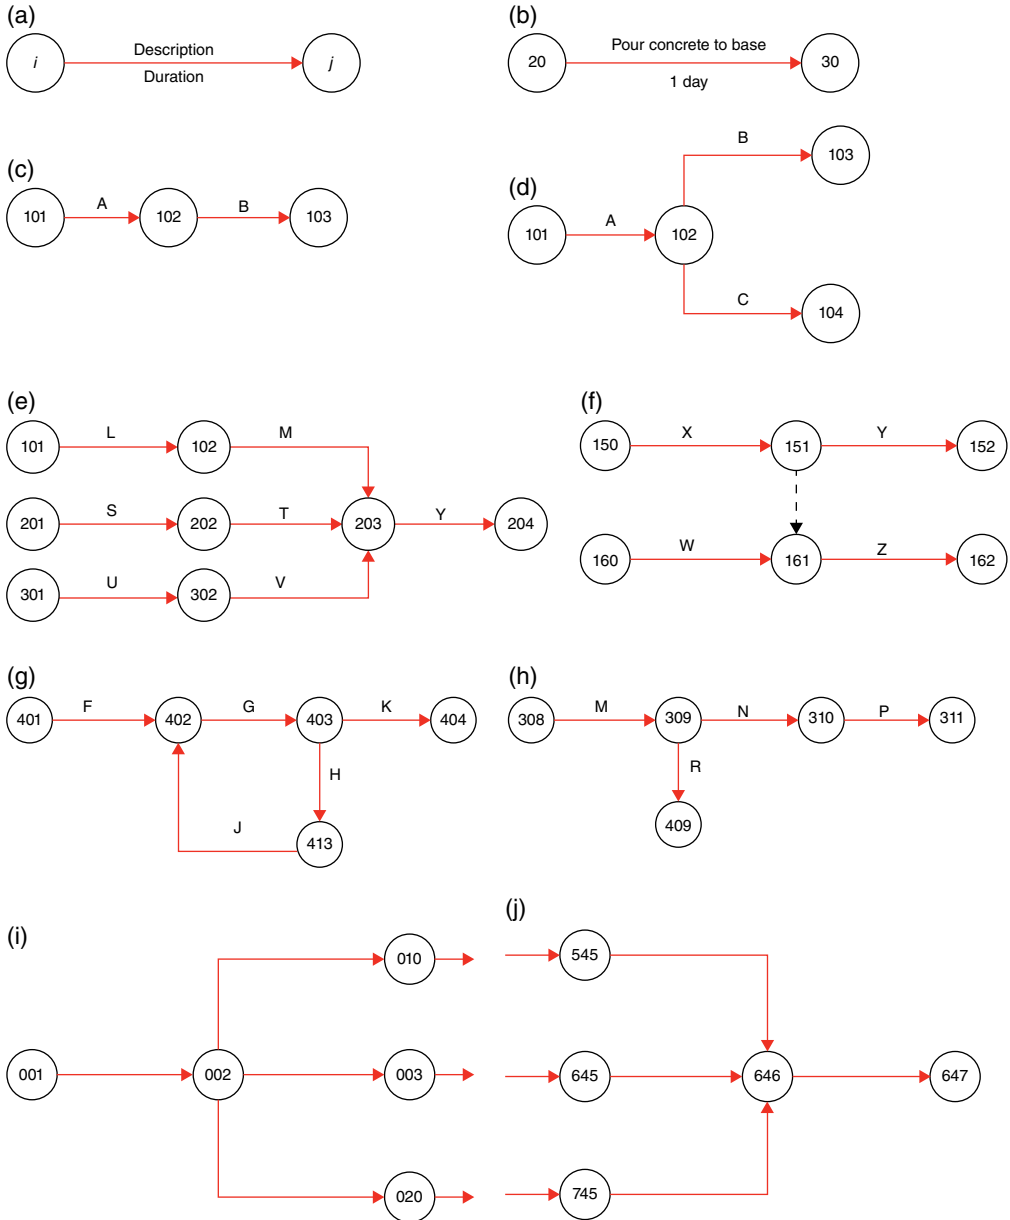 (a)
Description
i
j
Duration
(b)
Pour concrete to base
20
30
1 day
(c)
A
B
101
102
103
(d)
B
103
A
101
102
C
104
(e)
L
M
101
102
S
T
Y
201
202
203
204
U
V
301
302
(f)
X
Y
150
151
152
W
Z
160
161
162
(g)
F
G
K
401
402
403
404
H
J
413
(h)
M
N
P
308
309
310
311
R
409
(i)
010
001
002
003
020
(j)
545
645
646
647
745